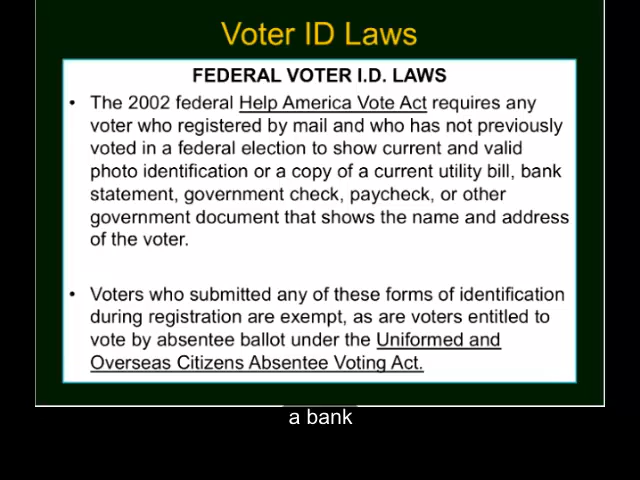 Voter ID Laws
FEDERAL VOTER I.D. LAWS
• The 2002 federal Help America Vote Act requires any
voter who registered by mail and who has not previously
voted in a federal election to show current and valid
photo identification or a copy of a current utility bill, bank
statement, government check, paycheck, or other
government document that shows the name and address
of the voter.
• Voters who submitted any of these forms of identification
during registration are exempt, as are voters entitled to
vote by absentee ballot under the Uniformed and
Overseas Citizens Absentee Voting Act.
a bank